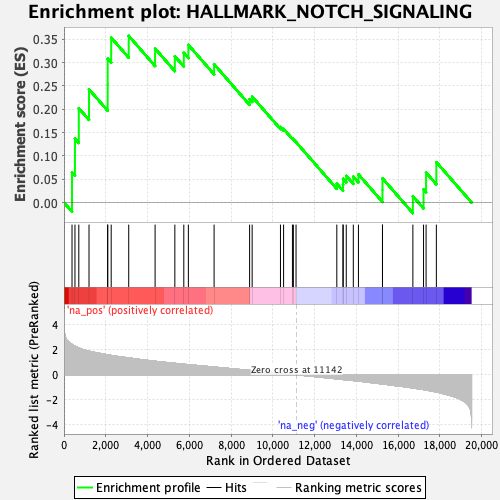 Enrichment plot: HALLMARK_NOTCH_SIGNALING
Enrichment score (ES)
0.35
0.30
0.25
0.20
0.15
0.10
0.05
0.00
'na_pos' (positively correlated)
Ranked list metric (PreRanked)
4
2
0
-2
-4
Zero cross at 11142
'na_neg' (negatively correlated)
0
2,000
4,000
6,000
8,000
10,000
12,000
14,000
16,000
18,000
20,000
Rank in Ordered Dataset
Enrichment profile
Hits
Ranking metric scores